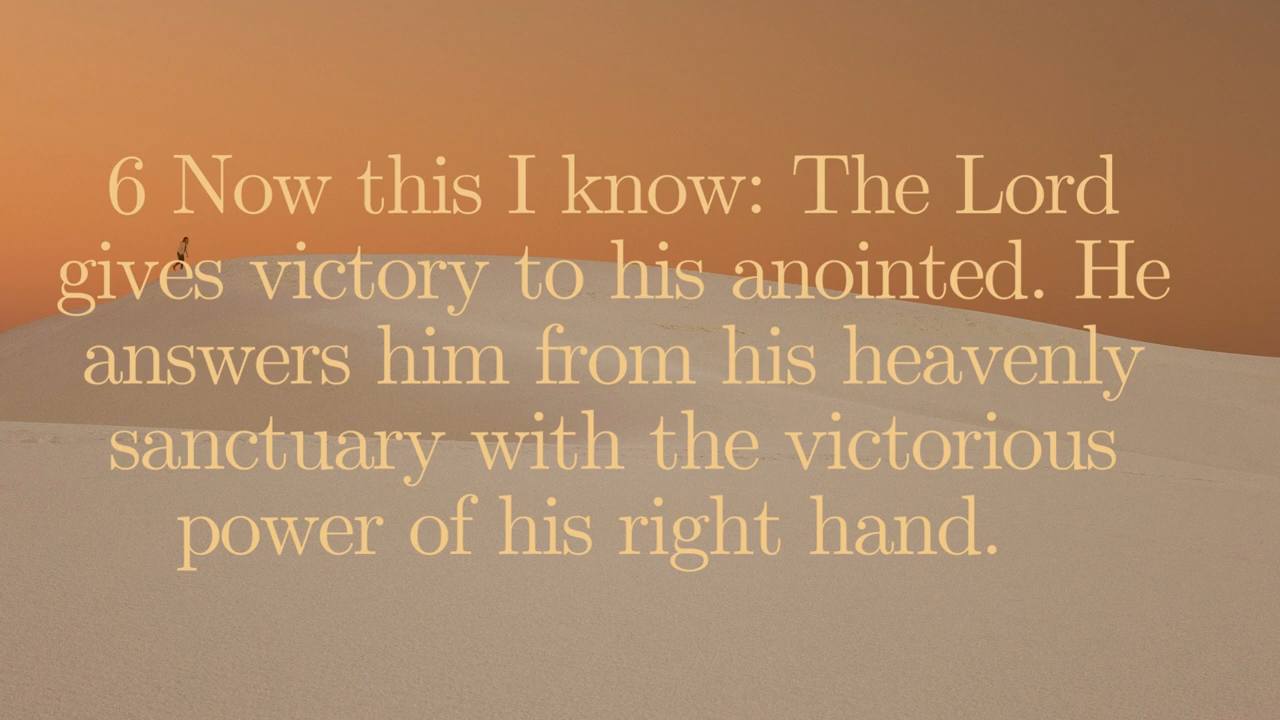 6 Now this I know: The Lord
gives victory to his anointed. He
answers him from his heavenly
sanctuary with the victorious
power of his right hand.